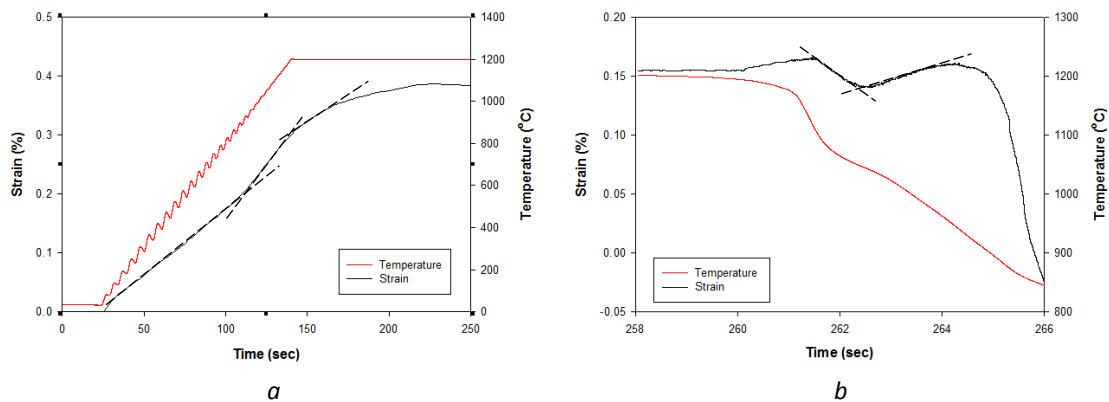 0.5
0.4
0.3
0.2
0.1
0.0
Strain (%)
1400
1200
1000
800
600
400
200
0
Temperature (°C)
0 50 100 150 200 250
Time (sec)
Temperature
Strain
a
0.20
0.15
0.10
0.05
0.00
-0.05
Strain (%)
1300
1200
1100
1000
900
800
Temperature (°C)
258 260 262 264 266
Time (sec)
Temperature
Strain
b